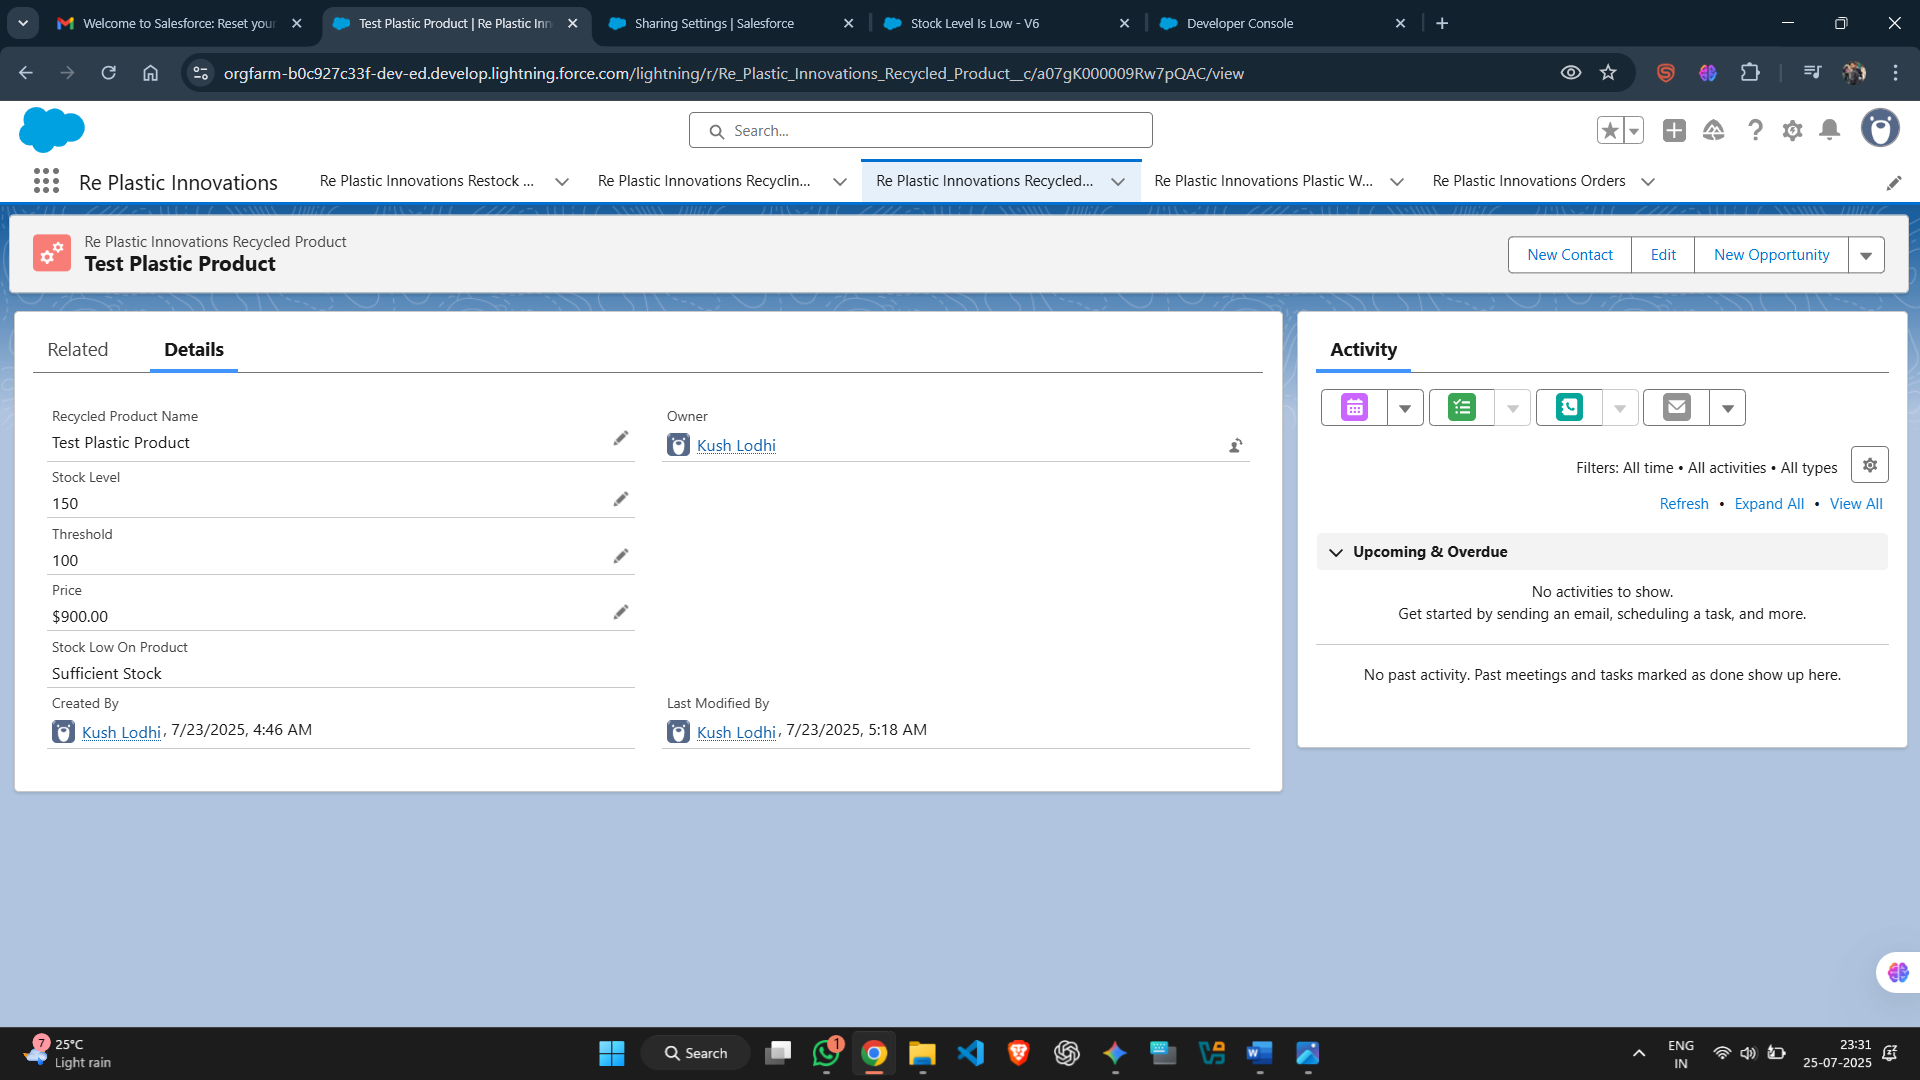 Welcome to Salesforce: Reset your
Test Plastic Product | Re Plastic Inn
Sharing Settings | Salesforce
Stock Level Is Low - V6
Developer Console
orgfarm-b0c927c33f-dev-ed.develop.lightning.force.com/lightning/r/Re_Plastic_Innovations_Recycled_Product__c/a07gK000009Rw7pQAC/view
Search...
Re Plastic Innovations
Re Plastic Innovations Restock ...
Re Plastic Innovations Recyclin...
Re Plastic Innovations Recycled...
Re Plastic Innovations Plastic W...
Re Plastic Innovations Orders
Re Plastic Innovations Recycled Product
Test Plastic Product
New Contact
Edit
New Opportunity
Related
Details
Recycled Product Name
Test Plastic Product
Owner
Kush Lodhi
Stock Level
150
Threshold
100
Price
$900.00
Stock Low On Product
Sufficient Stock
Created By
Kush Lodhi, 7/23/2025, 4:46 AM
Last Modified By
Kush Lodhi, 7/23/2025, 5:18 AM
Activity
Filters: All time • All activities • All types
Refresh • Expand All • View All
Upcoming & Overdue
No activities to show.
Get started by sending an email, scheduling a task, and more.
No past activity. Past meetings and tasks marked as done show up here.
7
25°C
Light rain
Search
1
ENG
IN
23:31
25-07-2025